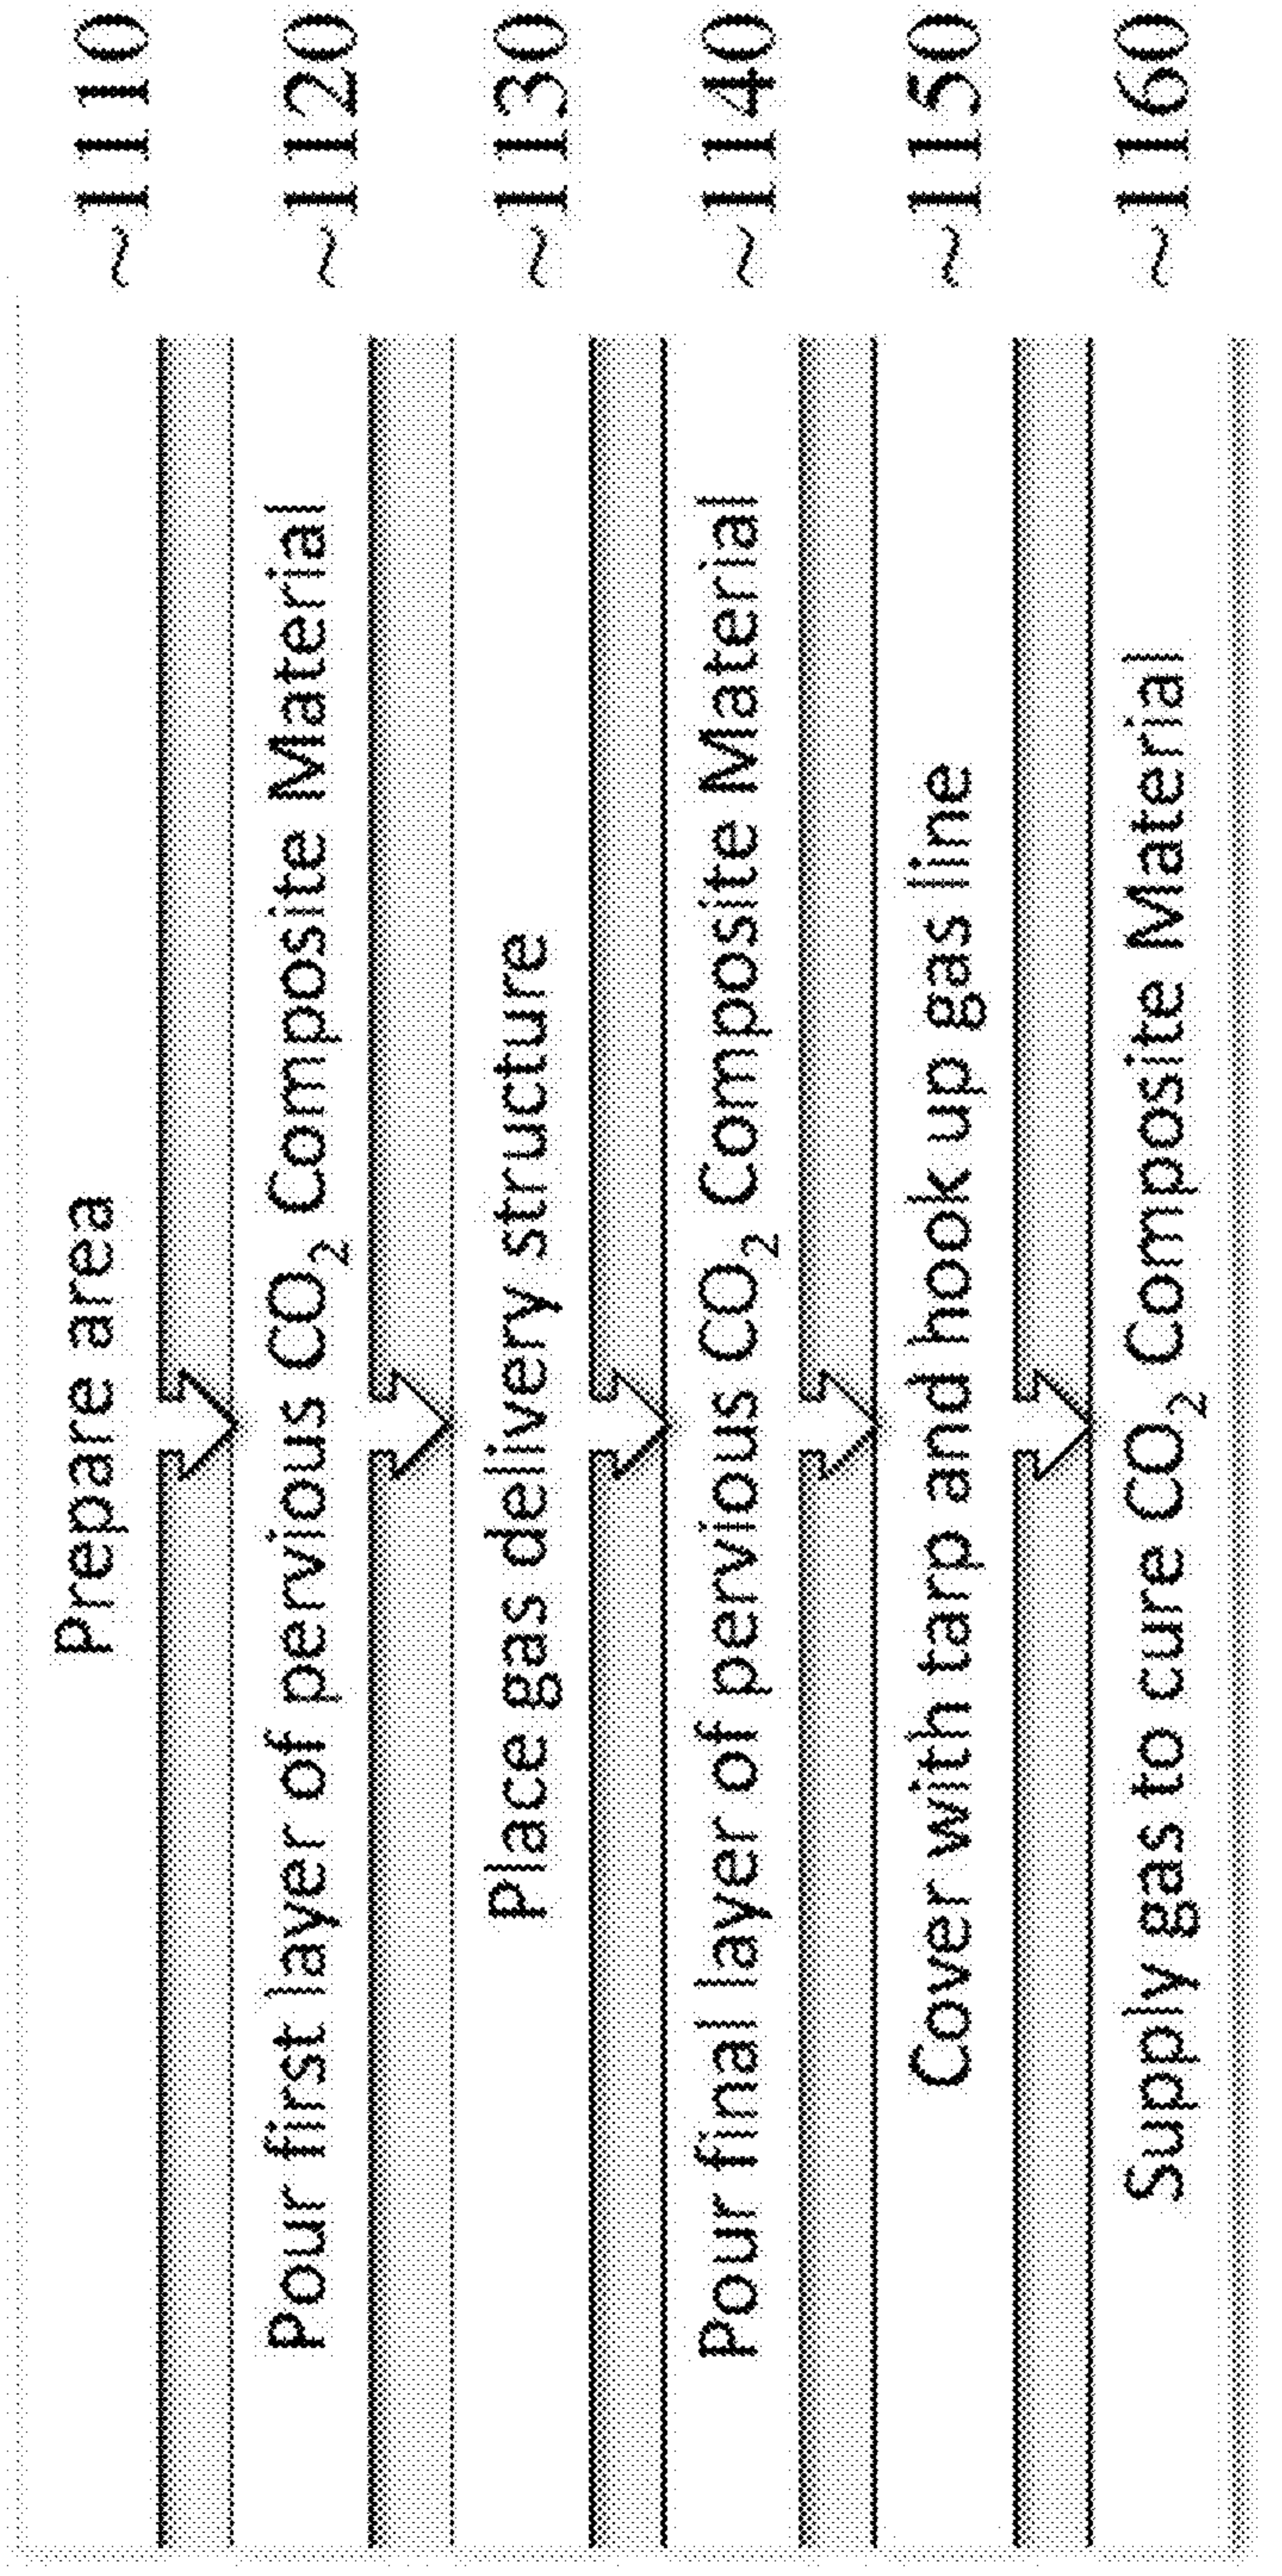 Prepare area ~1110
Pour first layer of pervious CO₂ Composite Material ~1120
Place gas delivery structure ~1130
Pour final layer of pervious CO₂ Composite Material ~1140
Cover with tarp and hook up gas line ~1150
Supply gas to cure CO₂ Composite Material ~1160